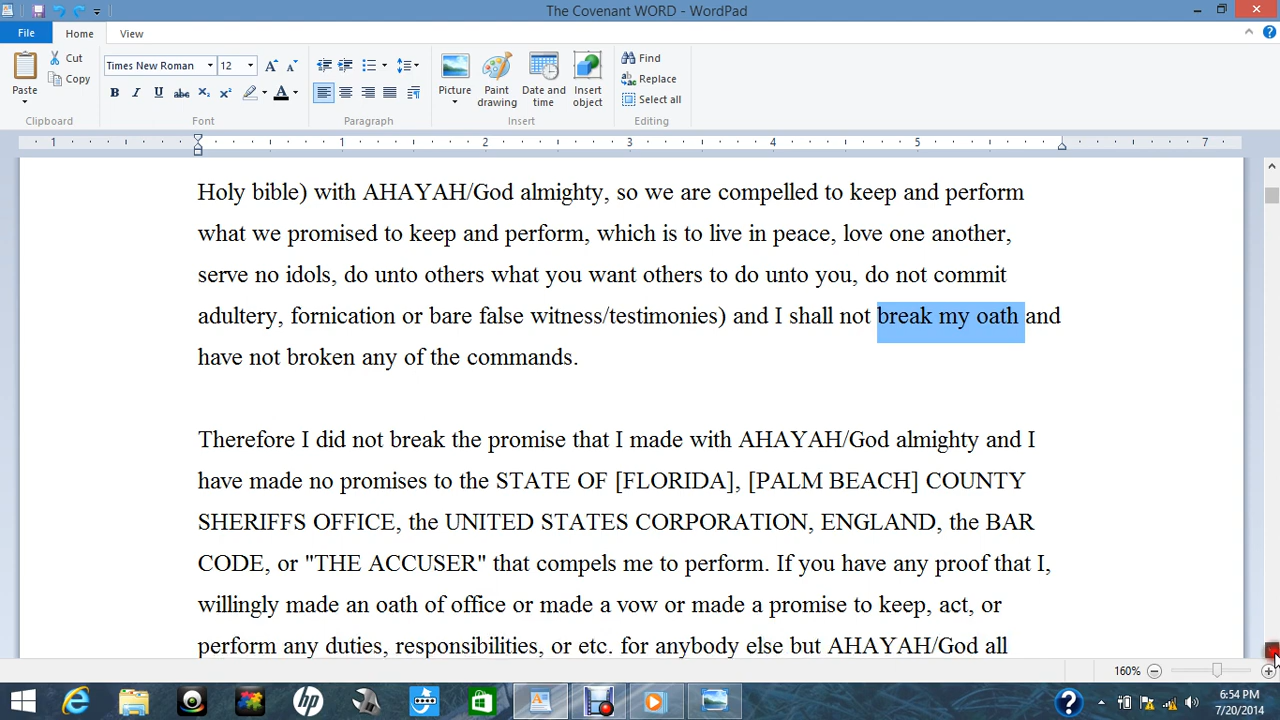 The Covenant WORD - WordPad
File Home View
Paste Cut Copy
Times New Roman 12
Picture Paint drawing Date and time Insert object
Find
Replace
Select all
Clipboard Font Paragraph Insert Editing
1 1 2 3 4 5 7
Holy bible) with AHAYAH/God almighty, so we are compelled to keep and perform
what we promised to keep and perform, which is to live in peace, love one another,
serve no idols, do unto others what you want others to do unto you, do not commit
adultery, fornication or bare false witness/testimonies) and I shall not break my oath and
have not broken any of the commands.
Therefore I did not break the promise that I made with AHAYAH/God almighty and I
have made no promises to the STATE OF [FLORIDA], [PALM BEACH] COUNTY
SHERIFFS OFFICE, the UNITED STATES CORPORATION, ENGLAND, the BAR
CODE, or "THE ACCUSER" that compels me to perform. If you have any proof that I,
willingly made an oath of office or made a vow or made a promise to keep, act, or
perform any duties, responsibilities, or etc. for anybody else but AHAYAH/God all
160%
6:54 PM
7/20/2014